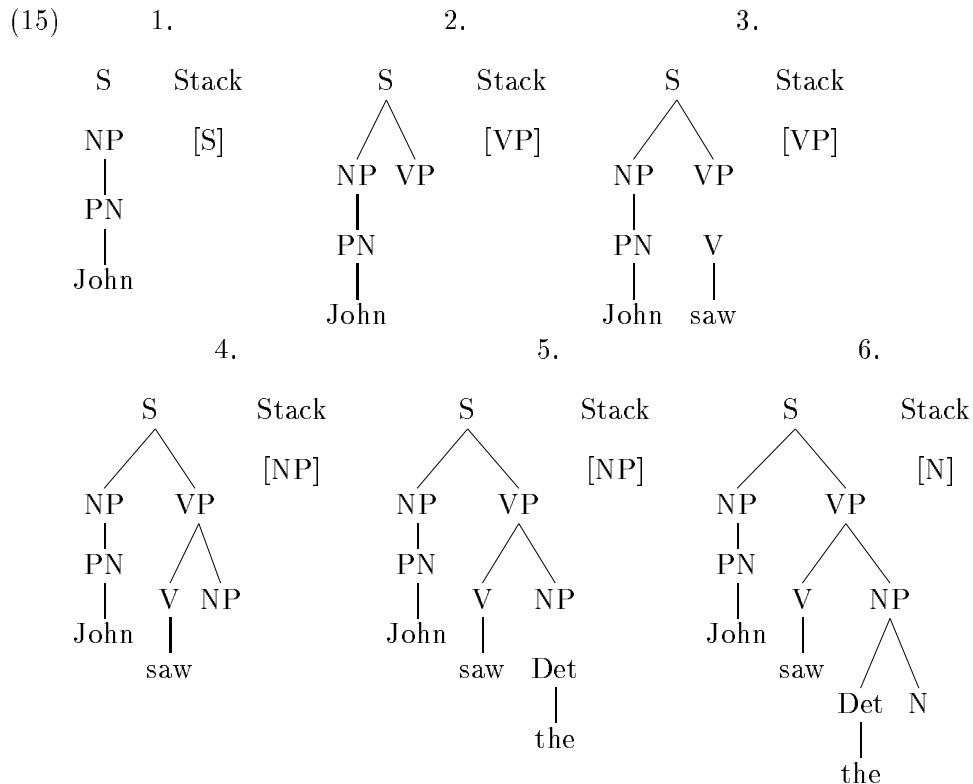 (15) 1. 2. 3.
S Stack S Stack S Stack
NP [S] [VP] [VP]
NP VP NP VP
PN
PN PN V
John
John John saw
4. 5. 6.
S Stack S Stack S Stack
[NP] [NP] [N]
NP VP NP VP NP VP
PN PN PN
V NP V NP V NP
John John John
saw saw Det saw
Det N
the
the